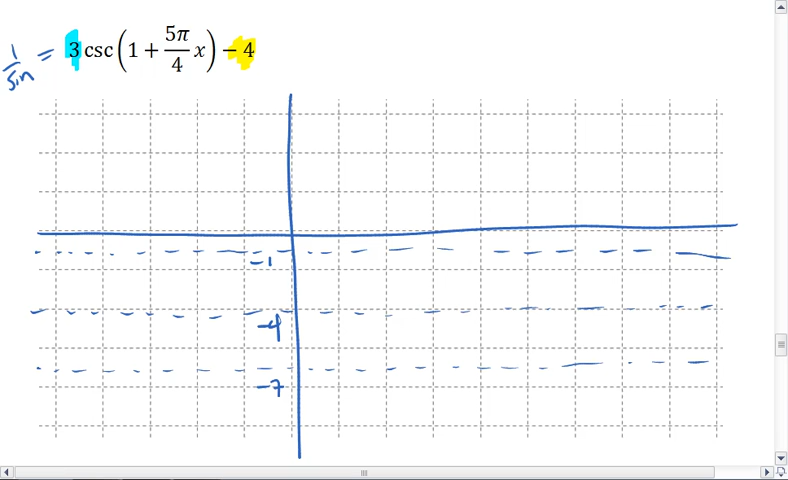 1/sin = 3 csc(1 + 5π/4 x) − 4
−1
−4
−7